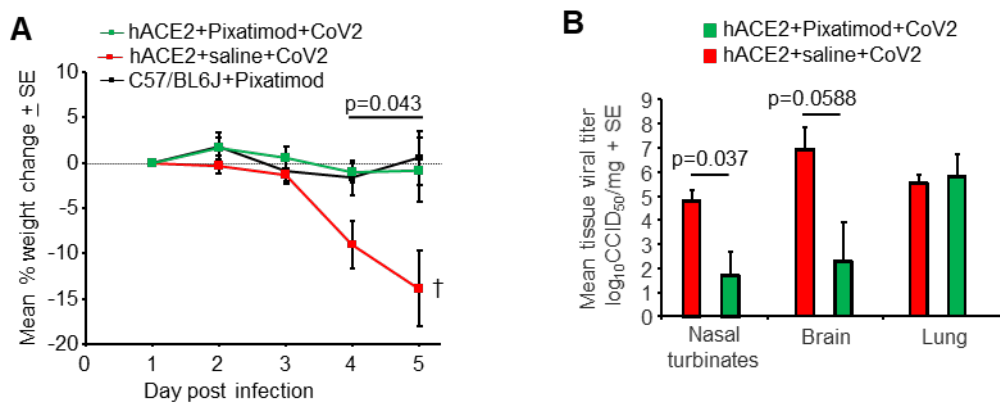 A
hACE2+Pixatimod+CoV2
hACE2+saline+CoV2
C57/BL6J+Pixatimod
Mean % weight change ± SE
10
5
0
-5
-10
-15
-20
p=0.043
†
0 1 2 3 4 5
Day post infection
B
hACE2+Pixatimod+CoV2
hACE2+saline+CoV2
Mean tissue viral titer
log₁₀CCID₅₀/mg + SE
9
8
7
6
5
4
3
2
1
0
p=0.037
p=0.0588
Nasal
turbinates
Brain
Lung